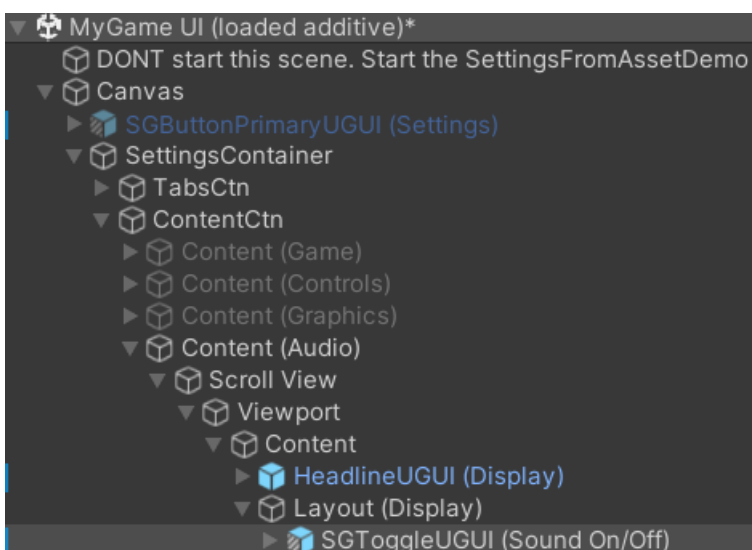 MyGame UI (loaded additive)*
DONT start this scene. Start the SettingsFromAssetDemo
Canvas
SGButtonPrimaryUGUI (Settings)
SettingsContainer
TabsCtn
ContentCtn
Content (Game)
Content (Controls)
Content (Graphics)
Content (Audio)
Scroll View
Viewport
Content
HeadlineUGUI (Display)
Layout (Display)
SGToggleUGUI (Sound On/Off)